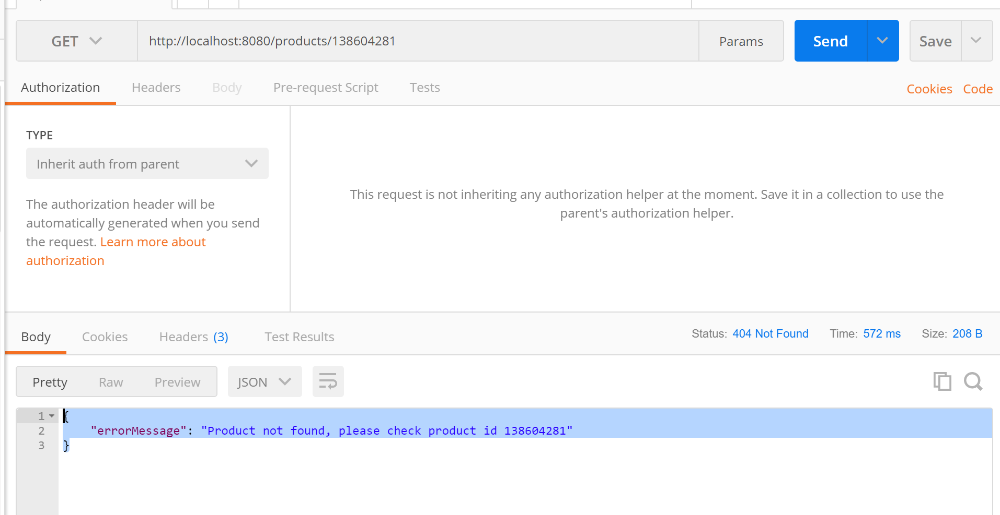 GET http://localhost:8080/products/138604281 Params Send Save
Authorization Headers Body Pre-request Script Tests Cookies Code
TYPE
Inherit auth from parent
The authorization header will be
automatically generated when you send
the request. Learn more about
authorization
This request is not inheriting any authorization helper at the moment. Save it in a collection to use the
parent's authorization helper.
Body Cookies Headers (3) Test Results Status: 404 Not Found Time: 572 ms Size: 208 B
Pretty Raw Preview JSON
1 {
2 "errorMessage": "Product not found, please check product id 138604281"
3 }